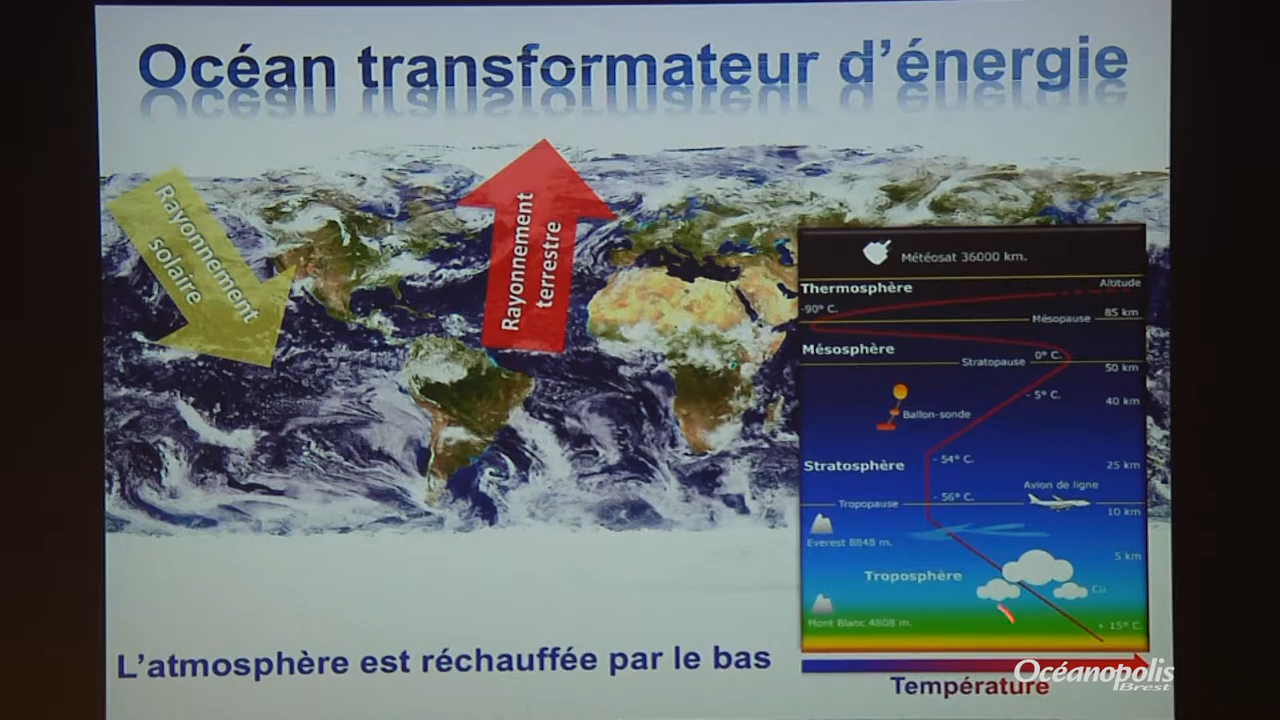 Océan transformateur d’énergie
Rayonnement
solaire
Rayonnement
terrestre
Météosat 36000 km.
Thermosphère
Altitude
-90° C.
Mésopause
85 km
Mésosphère
Stratopause
0° C.
50 km
- 5° C.
40 km
Ballon-sonde
Stratosphère
- 54° C.
25 km
Avion de ligne
Tropopause
- 56° C.
10 km
Everest 8848 m.
5 km
Troposphère
Cu
Mont Blanc 4808 m.
+ 15° C.
L’atmosphère est réchauffée par le bas
Température
Océanopolis
Brest